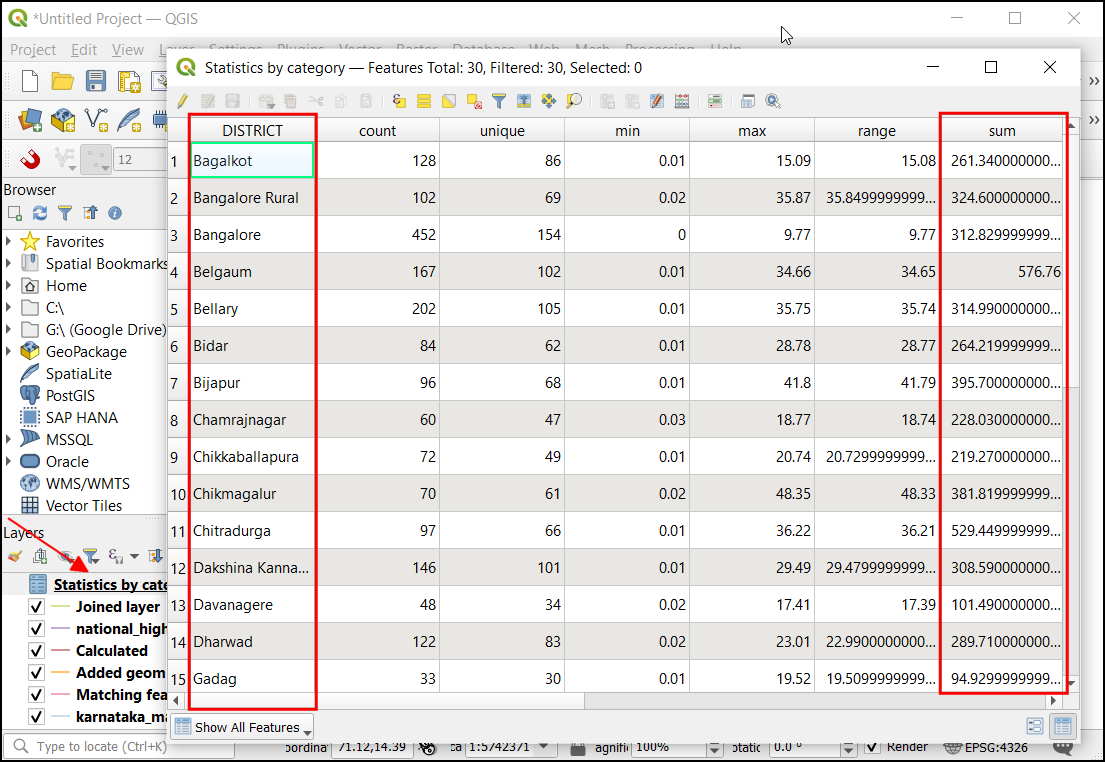 *Untitled Project — QGIS
Project Edit View Layer Settings Plugins Vector Raster Database Web Mesh Processing Help
Statistics by category — Features Total: 30, Filtered: 30, Selected: 0
12
DISTRICT count unique min max range sum
1 Bagalkot 128 86 0.01 15.09 15.08 261.340000000...
2 Bangalore Rural 102 69 0.02 35.87 35.8499999999... 324.600000000...
3 Bangalore 452 154 0 9.77 9.77 312.829999999...
4 Belgaum 167 102 0.01 34.66 34.65 576.76
5 Bellary 202 105 0.01 35.75 35.74 314.990000000...
6 Bidar 84 62 0.01 28.78 28.77 264.219999999...
7 Bijapur 96 68 0.01 41.8 41.79 395.700000000...
8 Chamrajnagar 60 47 0.03 18.77 18.74 228.030000000...
9 Chikkaballapura 72 49 0.01 20.74 20.7299999999... 219.270000000...
10 Chikmagalur 70 61 0.02 48.35 48.33 381.819999999...
11 Chitradurga 97 66 0.01 36.22 36.21 529.449999999...
12 Dakshina Kanna... 146 101 0.01 29.49 29.4799999999... 308.590000000...
13 Davanagere 48 34 0.02 17.41 17.39 101.490000000...
14 Dharwad 122 83 0.02 23.01 22.9900000000... 289.710000000...
15 Gadag 33 30 0.01 19.52 19.5099999999... 94.9299999999...
Show All Features
Browser
Favorites
Spatial Bookmarks
Home
C:\
G:\ (Google Drive)
GeoPackage
SpatiaLite
PostGIS
SAP HANA
MSSQL
Oracle
WMS/WMTS
Vector Tiles
Layers
Statistics by cate
Joined layer
national_high
Calculated
Added geom
Matching fea
karnataka_ma
Type to locate (Ctrl+K) oordinat 71.12,14.39 ca 1:5742371 agnifi 100% otatic 0.0 ° Render EPSG:4326